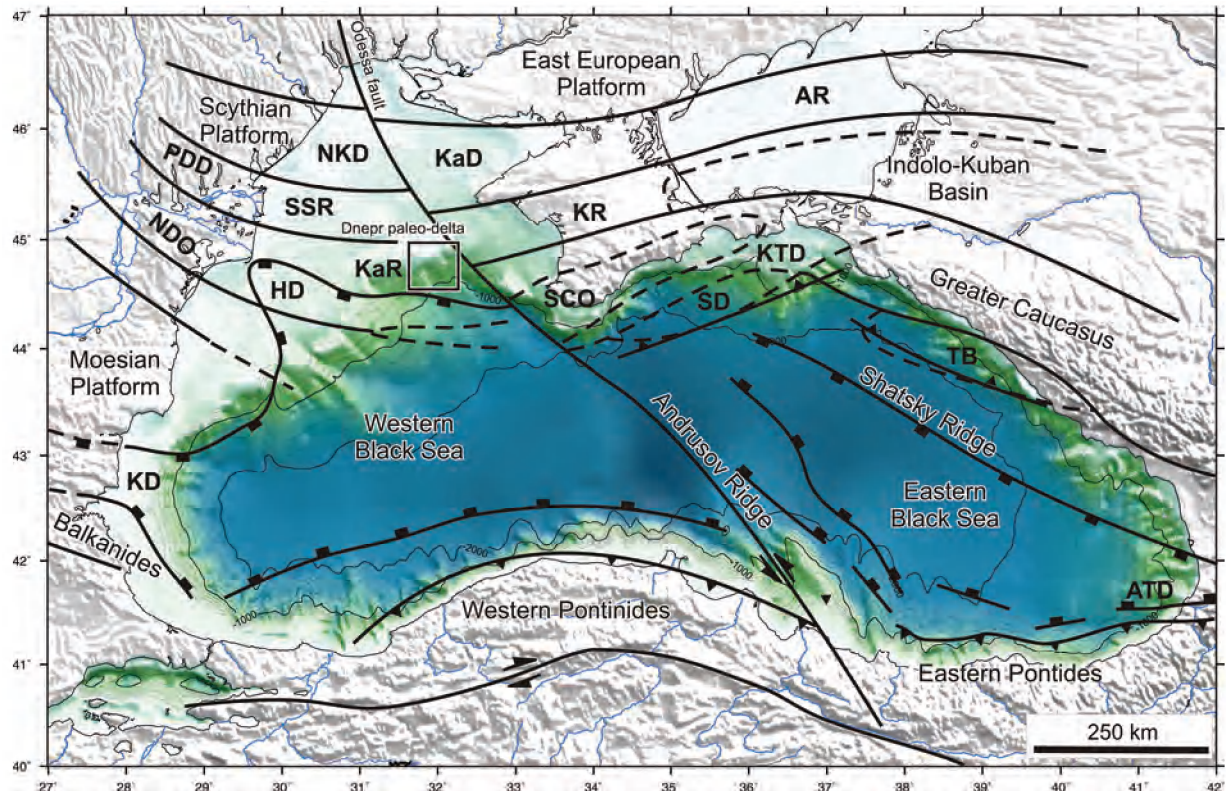 47°
46°
45°
44°
43°
42°
41°
40°
27°
28°
29°
30°
31°
32°
33°
34°
35°
36°
37°
38°
39°
40°
41°
42°
Odessa fault
East European
Platform
Scythian
Platform
AR
NKD
KaD
PDD
Indolo-Kuban
Basin
SSR
KR
Dnepr paleo-delta
NDO
KaR
KTD
HD
-1000
SCO
SD
Greater Caucasus
Moesian
Platform
TB
Shatsky Ridge
Western
Black Sea
Andrusov Ridge
KD
Eastern
Black Sea
Balkanides
-2000
-1000
-1000
-1000
ATD
-1000
Western Pontinides
Eastern Pontides
250 km